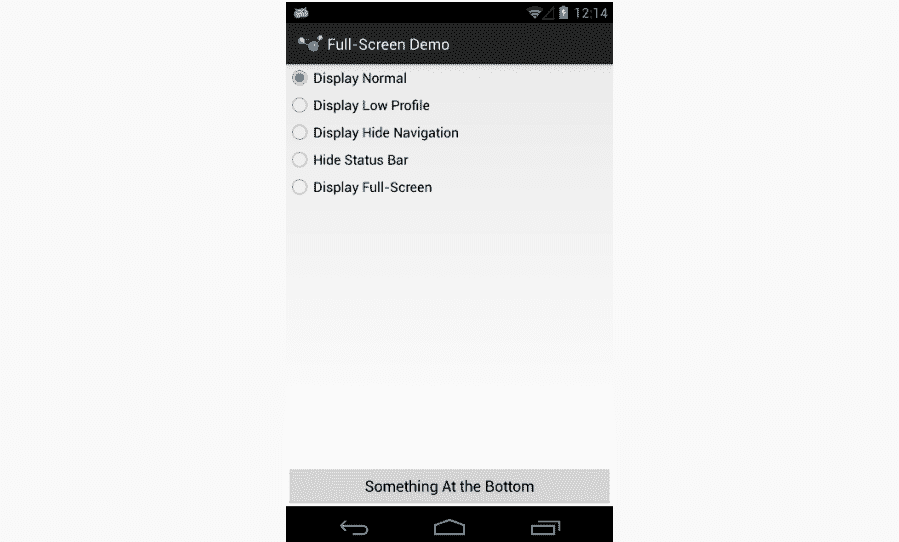 12:14
Full-Screen Demo
Display Normal
Display Low Profile
Display Hide Navigation
Hide Status Bar
Display Full-Screen
Something At the Bottom